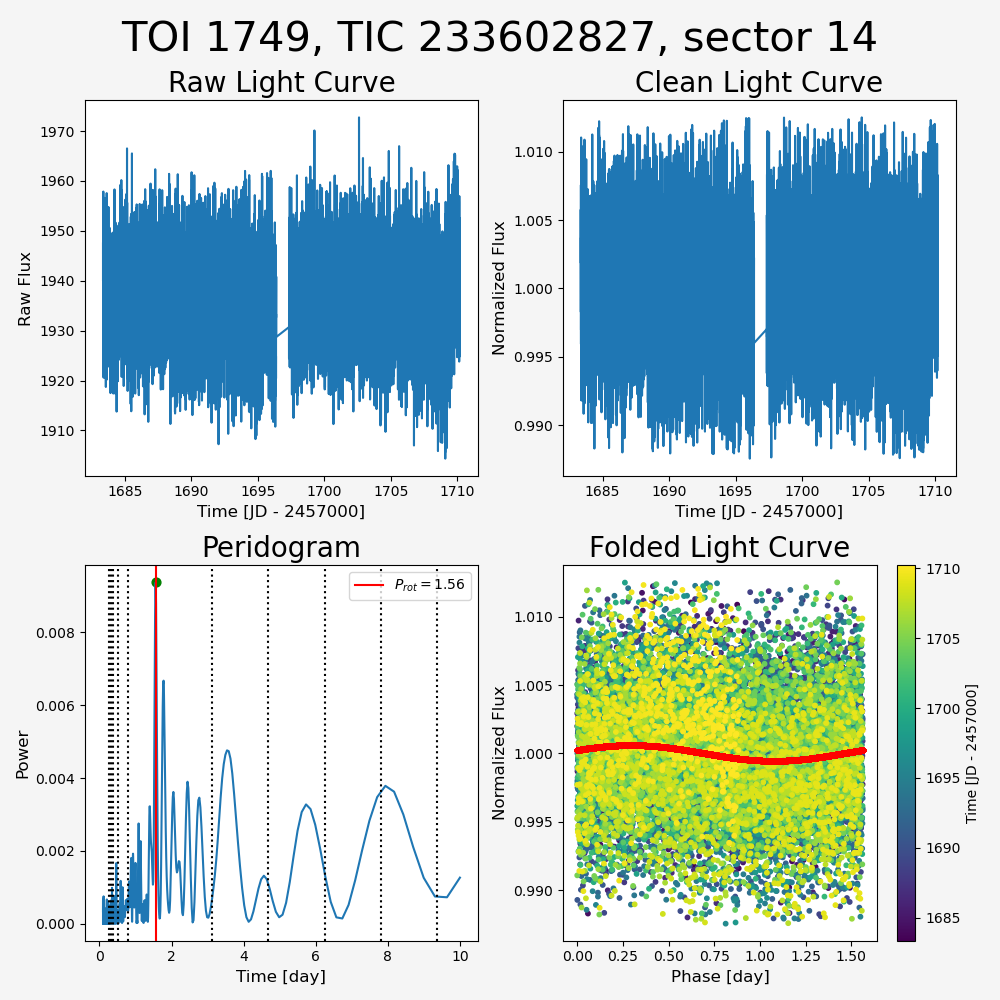 TOI 1749, TIC 233602827, sector 14
Raw Light Curve
Clean Light Curve
1970
1960
1950
1940
1930
1920
1910
Raw Flux
1685 1690 1695 1700 1705 1710
Time [JD - 2457000]
1.010
1.005
1.000
0.995
0.990
Normalized Flux
1685 1690 1695 1700 1705 1710
Time [JD - 2457000]
Peridogram
Folded Light Curve
P_rot = 1.56
0.008
0.006
0.004
0.002
0.000
Power
0 2 4 6 8 10
Time [day]
1.010
1.005
1.000
0.995
0.990
Normalized Flux
0.00 0.25 0.50 0.75 1.00 1.25 1.50
Phase [day]
1710
1705
1700
1695
1690
1685
Time [JD - 2457000]